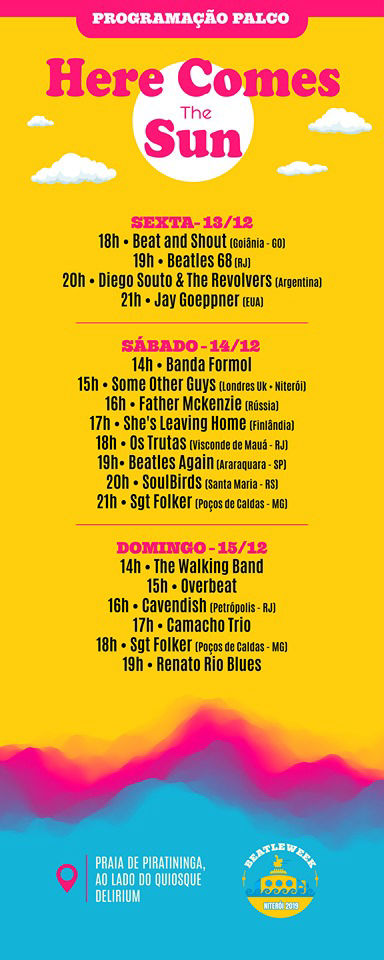 PROGRAMAÇÃO PALCO
Here Comes
The
Sun
SEXTA- 13/12
18h • Beat and Shout (Goiânia - GO)
19h • Beatles 68 (RJ)
20h • Diego Souto & The Revolvers (Argentina)
21h • Jay Goeppner (EUA)
SÁBADO - 14/12
14h • Banda Formol
15h • Some Other Guys (Londres Uk • Niterói)
16h • Father Mckenzie (Rússia)
17h • She's Leaving Home (Finlândia)
18h • Os Trutas (Visconde de Mauá - RJ)
19h• Beatles Again (Araraquara - SP)
20h • SoulBirds (Santa Maria - RS)
21h • Sgt Folker (Poços de Caldas - MG)
DOMINGO - 15/12
14h • The Walking Band
15h • Overbeat
16h • Cavendish (Petrópolis - RJ)
17h • Camacho Trio
18h • Sgt Folker (Poços de Caldas - MG)
19h • Renato Rio Blues
PRAIA DE PIRATININGA,
AO LADO DO QUIOSQUE
DELIRIUM
BEATLEWEEK
NITERÓI 2019